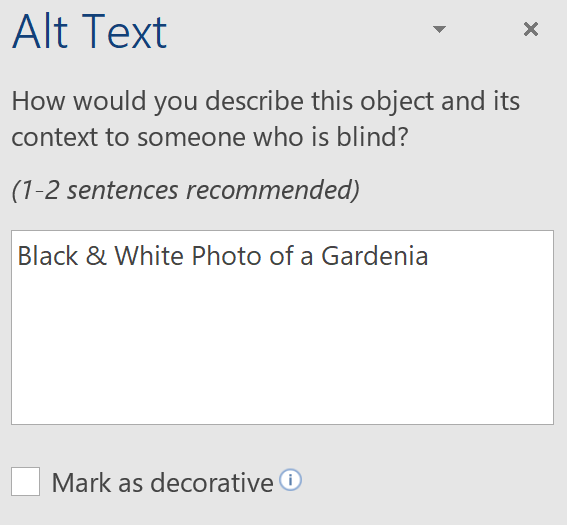 Alt Text
How would you describe this object and its
context to someone who is blind?
(1-2 sentences recommended)
Black & White Photo of a Gardenia
Mark as decorative